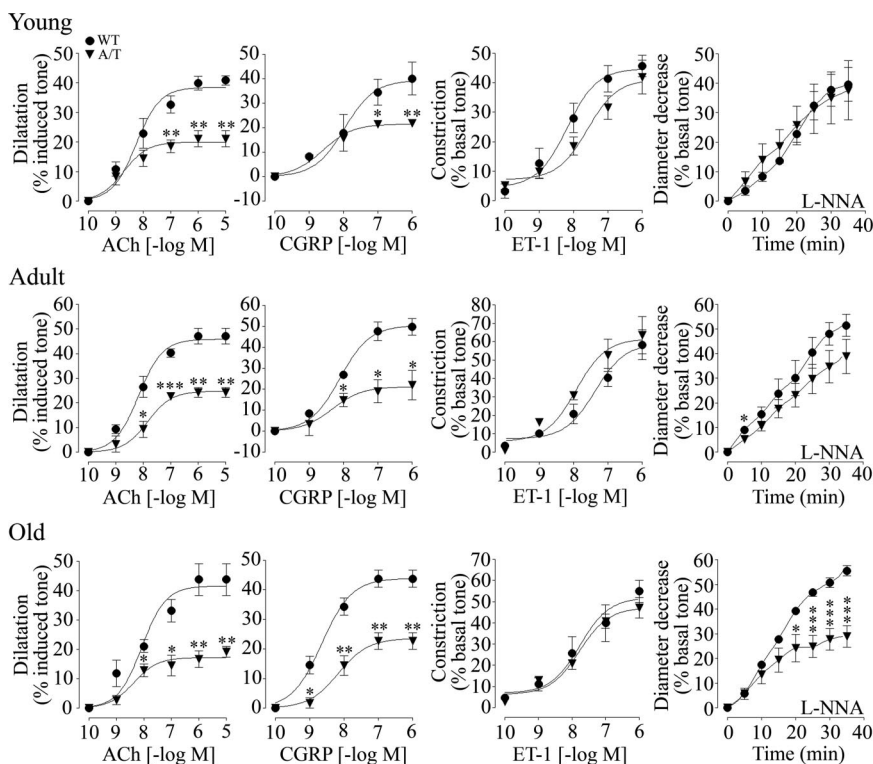 Young
WT
A/T
Dilatation
(% induced tone)
50
40
30
20
10
0
** ** **
10 9 8 7 6 5
ACh [-log M]
50
40
30
20
10
0
-10
* **
10 9 8 7 6
CGRP [-log M]
Constriction
(% basal tone)
50
40
30
20
10
0
10 9 8 7 6
ET-1 [-log M]
Diameter decrease
(% basal tone)
50
40
30
20
10
0
L-NNA
0 10 20 30 40
Time (min)
Adult
Dilatation
(% induced tone)
60
50
40
30
20
10
0
* *** ** **
10 9 8 7 6 5
ACh [-log M]
60
50
40
30
20
10
0
-10
* * *
10 9 8 7 6
CGRP [-log M]
Constriction
(% basal tone)
80
70
60
50
40
30
20
10
0
10 9 8 7 6
ET-1 [-log M]
Diameter decrease
(% basal tone)
60
50
40
30
20
10
0
*
L-NNA
0 10 20 30 40
Time (min)
Old
Dilatation
(% induced tone)
50
40
30
20
10
0
* * ** **
10 9 8 7 6 5
ACh [-log M]
50
40
30
20
10
0
* ** ** **
10 9 8 7 6
CGRP [-log M]
Constriction
(% basal tone)
70
60
50
40
30
20
10
0
10 9 8 7 6
ET-1 [-log M]
Diameter decrease
(% basal tone)
60
50
40
30
20
10
0
* *** *** ***
L-NNA
0 10 20 30 40
Time (min)